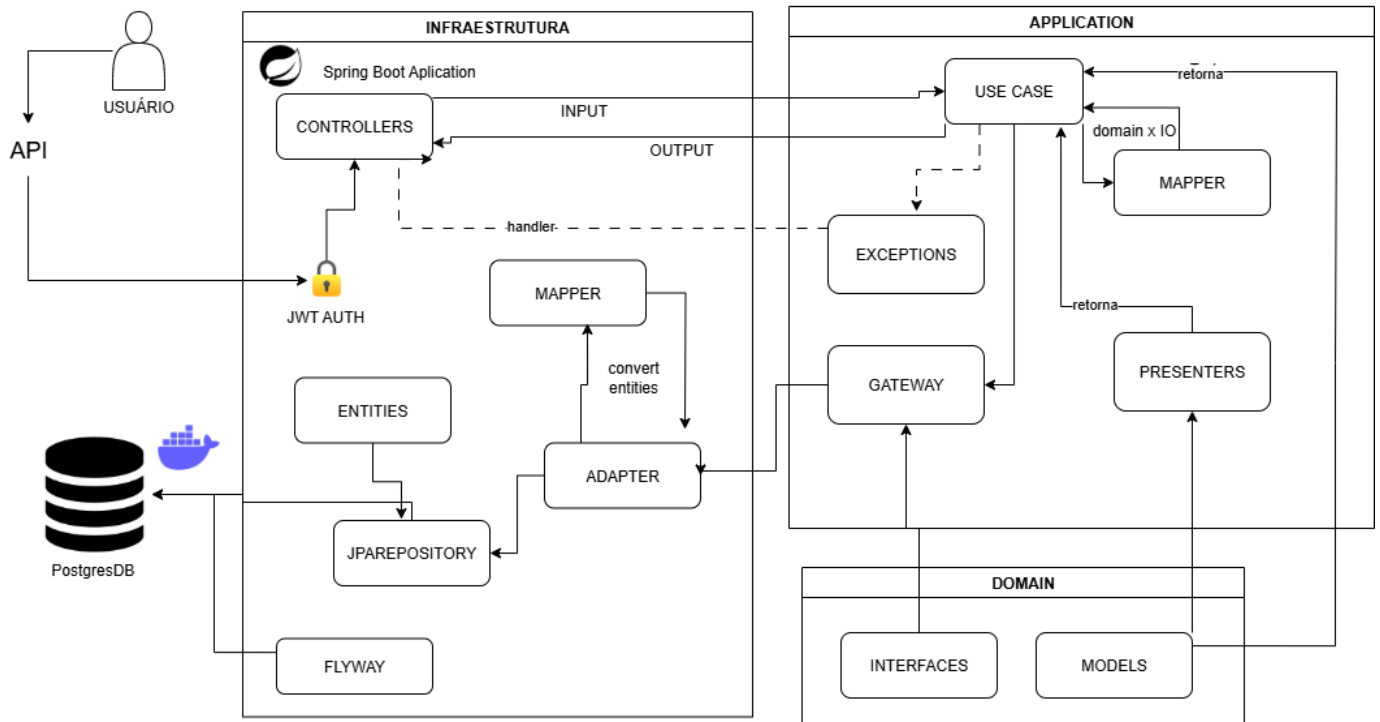 INFRAESTRUTURA
APPLICATION
USUÁRIO
API
Spring Boot Aplication
CONTROLLERS
INPUT
OUTPUT
USE CASE
retorna
domain x IO
MAPPER
handler
EXCEPTIONS
JWT AUTH
MAPPER
convert
entities
retorna
GATEWAY
PRESENTERS
ENTITIES
ADAPTER
JPAREPOSITORY
PostgresDB
DOMAIN
FLYWAY
INTERFACES
MODELS